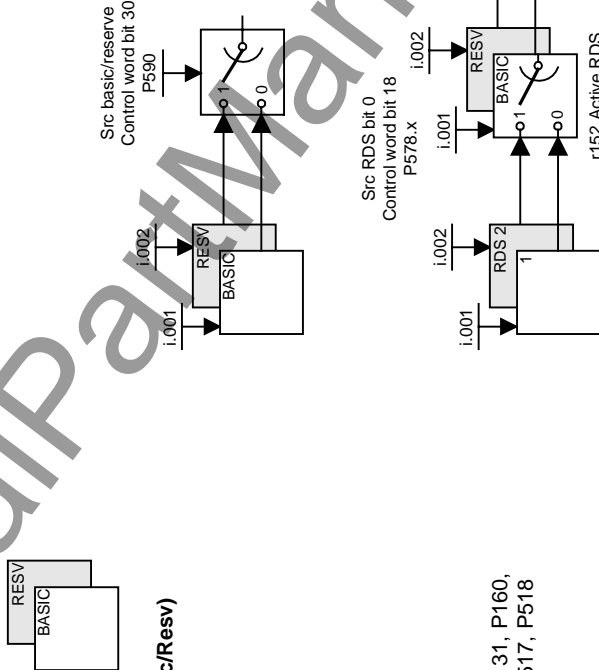 Src basic/reserve
Control word bit 30
P590
1
0
i.002
RESV
BASIC
i.001
Src RDS bit 0
Control word bit 18
P578.x
i.002
RESV
BASIC
i.001
1
0
r152 Active RDS
i.002
RDS 2
1
i.001
RESV
BASIC
c/Resv)
31, P160,
517, P518
alPartMan